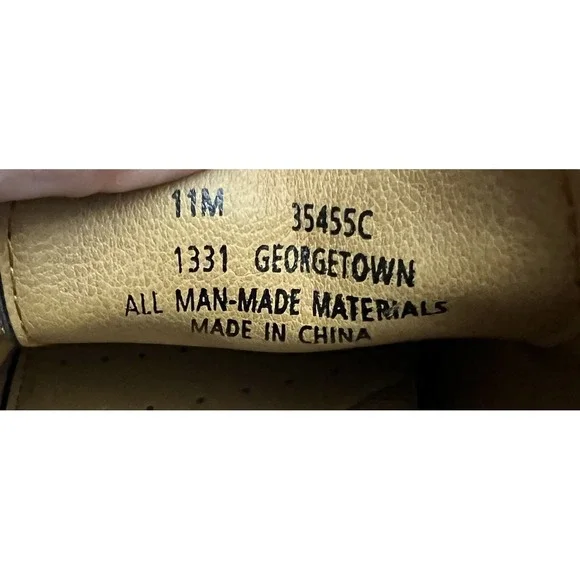 11M 35455C
1331 GEORGETOWN
ALL MAN-MADE MATERIALS
MADE IN CHINA